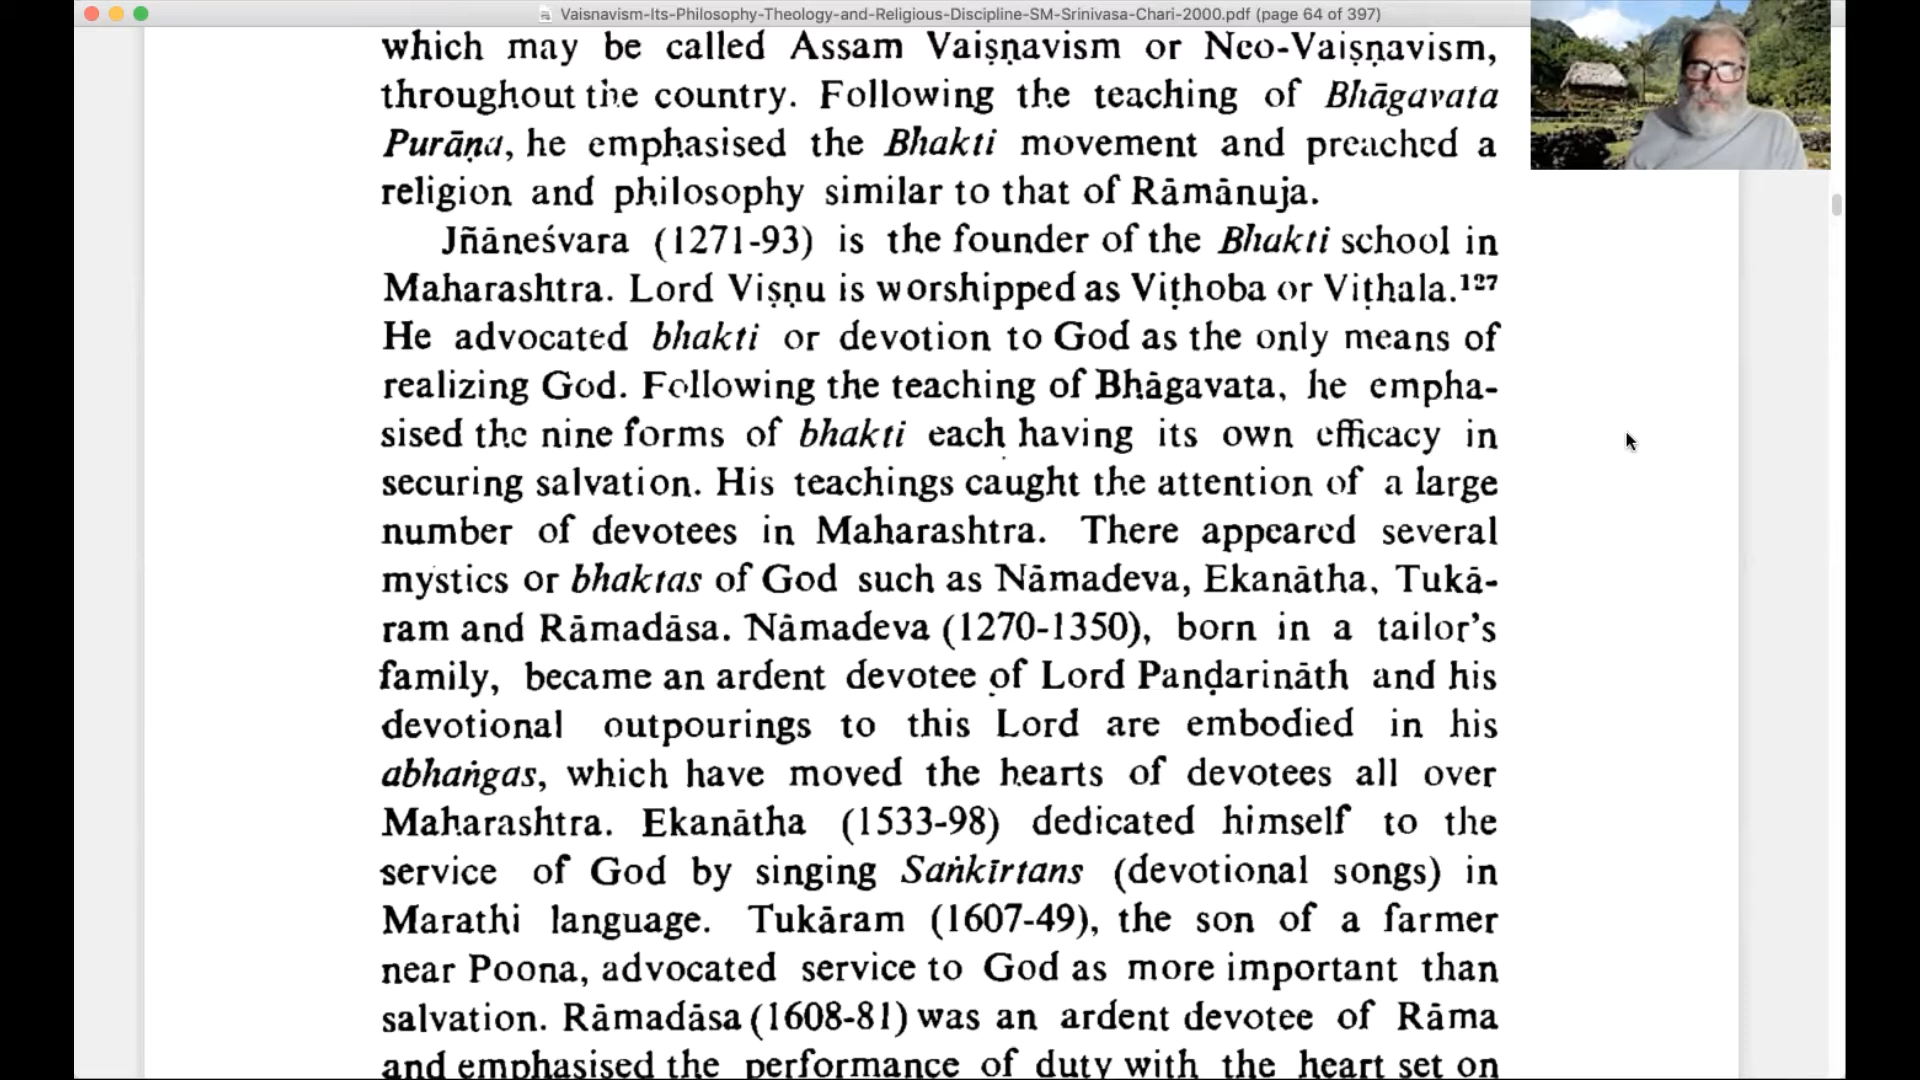 Vaisnavism-Its-Philosophy-Theology-and-Religious-Discipline-SM-Srinivasa-Chari-2000.pdf (page 64 of 397)
which may be called Assam Vaiṣṇavism or Neo-Vaiṣṇavism,
throughout the country. Following the teaching of Bhāgavata
Purāṇa, he emphasised the Bhakti movement and preached a
religion and philosophy similar to that of Rāmānuja.
Jñāneśvara (1271-93) is the founder of the Bhakti school in
Maharashtra. Lord Viṣṇu is worshipped as Viṭhoba or Viṭhala.¹²⁷
He advocated bhakti or devotion to God as the only means of
realizing God. Following the teaching of Bhāgavata, he empha-
sised the nine forms of bhakti each having its own efficacy in
securing salvation. His teachings caught the attention of a large
number of devotees in Maharashtra. There appeared several
mystics or bhaktas of God such as Nāmadeva, Ekanātha, Tukā-
ram and Rāmadāsa. Nāmadeva (1270-1350), born in a tailor's
family, became an ardent devotee of Lord Panḍarināth and his
devotional outpourings to this Lord are embodied in his
abhaṅgas, which have moved the hearts of devotees all over
Maharashtra. Ekanātha (1533-98) dedicated himself to the
service of God by singing Saṅkīrtans (devotional songs) in
Marathi language. Tukāram (1607-49), the son of a farmer
near Poona, advocated service to God as more important than
salvation. Rāmadāsa (1608-81) was an ardent devotee of Rāma
and emphasised the performance of duty with the heart set on